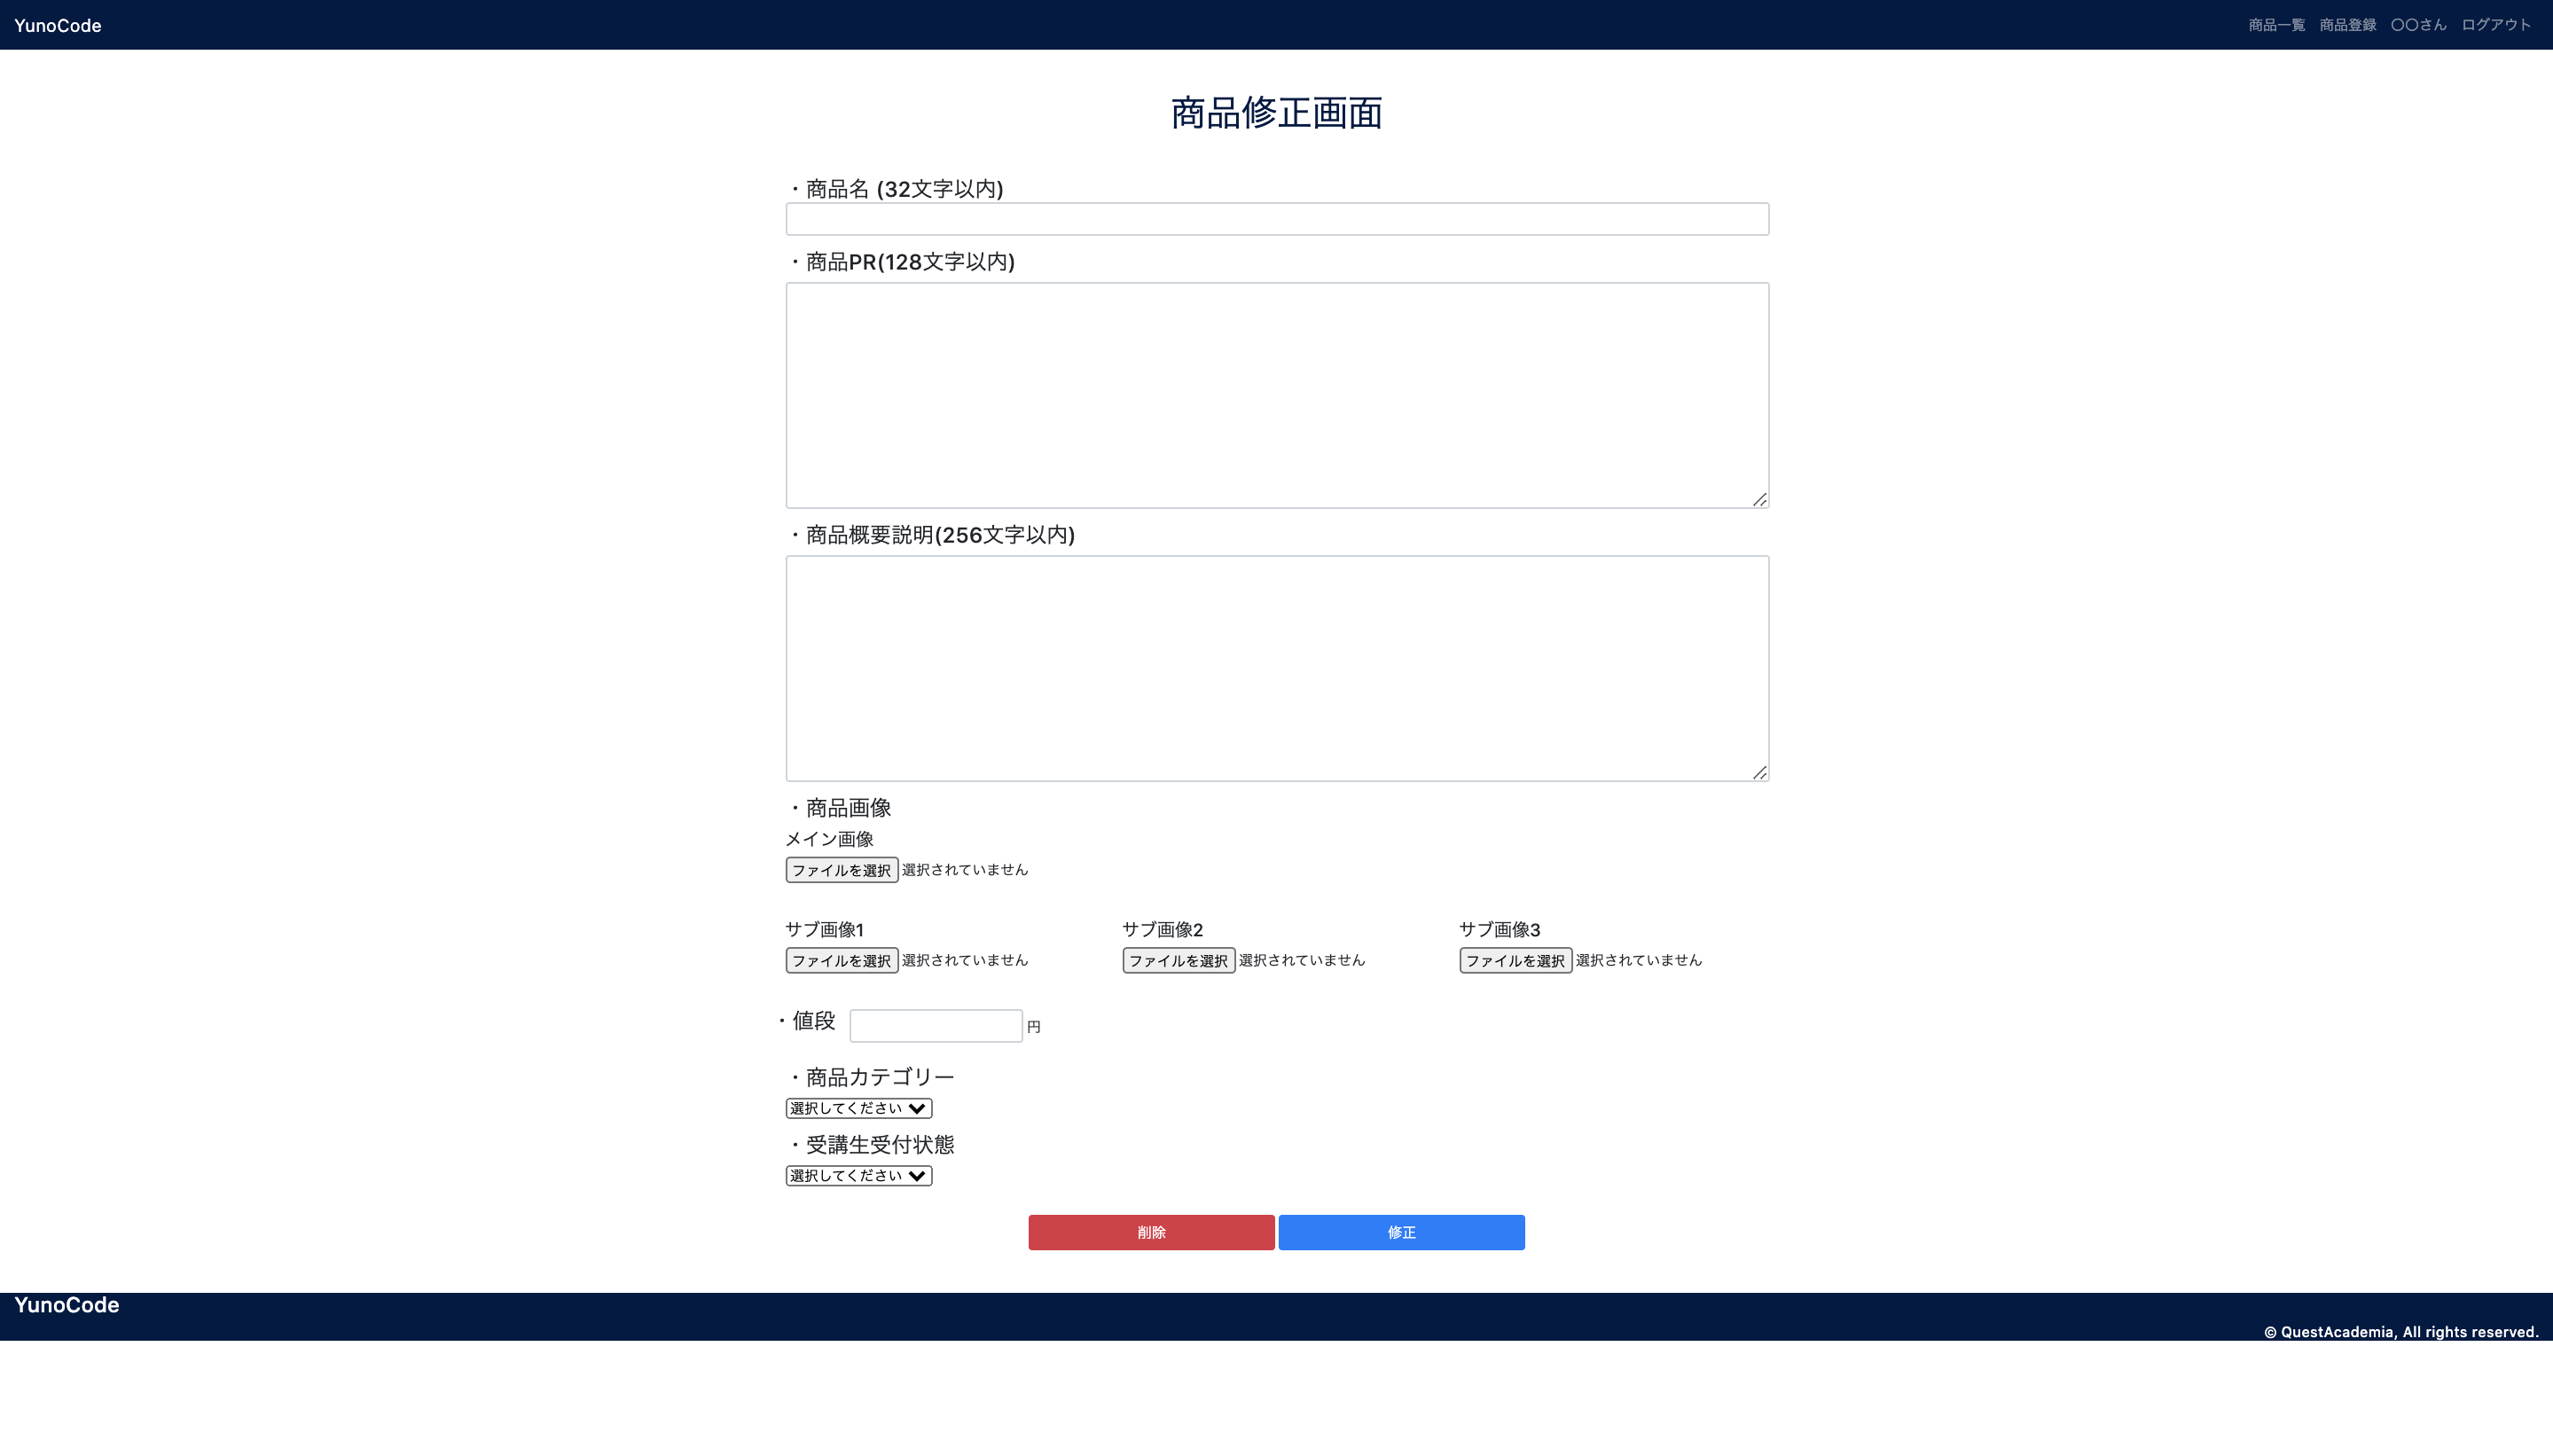 YunoCode
商品一覧 商品登録 〇〇さん ログアウト
商品修正画面
・商品名 (32文字以内)
・商品PR(128文字以内)
・商品概要説明(256文字以内)
・商品画像
メイン画像
ファイルを選択 選択されていません
サブ画像1 サブ画像2 サブ画像3
ファイルを選択 選択されていません ファイルを選択 選択されていません ファイルを選択 選択されていません
・値段 円
・商品カテゴリー
選択してください
・受講生受付状態
選択してください
削除 修正
YunoCode
© QuestAcademia, All rights reserved.